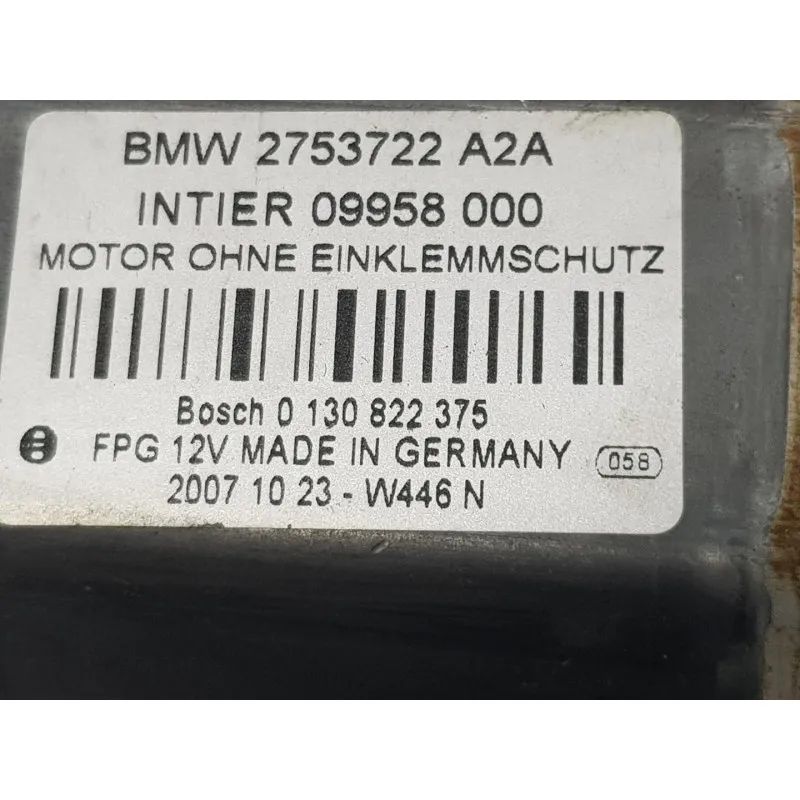 BMW 2753722 A2A
INTIER 09958 000
MOTOR OHNE EINKLEMMSCHUTZ
Bosch 0 130 822 375
FPG 12V MADE IN GERMANY 058
2007 10 23 - W446 N